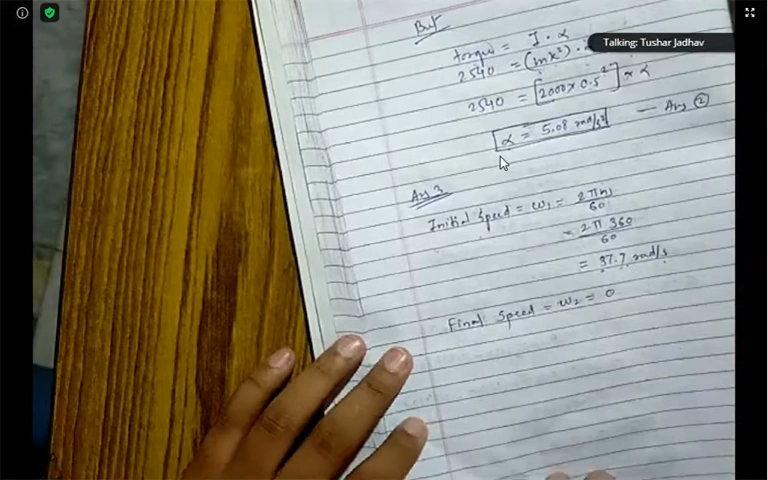 Talking: Tushar Jadhav
But
torque = I . α
2540 = (mk²) .
2540 = [2000 x 0.5²] x α
α = 5.08 rad/s² — Ans ②
Ans 3
Initial Speed = ω₁ = 2πN₁/60
= 2π 360/60
= 37.7 rad/s
Final Speed = ω₂ = 0